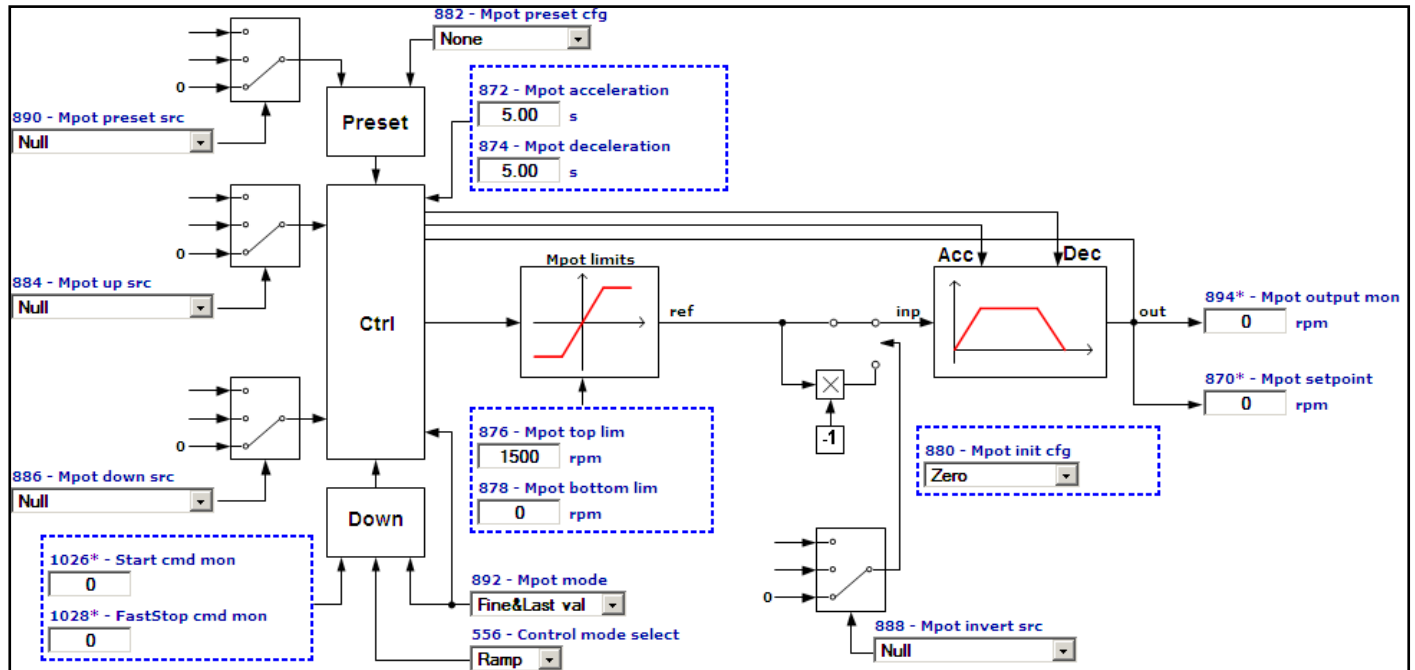 882 - Mpot preset cfg
None
0
890 - Mpot preset src
Null
Preset
872 - Mpot acceleration
5.00 s
874 - Mpot deceleration
5.00 s
0
884 - Mpot up src
Null
Ctrl
Mpot limits
ref
inp
Acc
Dec
out
894* - Mpot output mon
0 rpm
870* - Mpot setpoint
0 rpm
-1
0
886 - Mpot down src
Null
876 - Mpot top lim
1500 rpm
878 - Mpot bottom lim
0 rpm
880 - Mpot init cfg
Zero
Down
1026* - Start cmd mon
0
1028* - FastStop cmd mon
0
892 - Mpot mode
Fine&Last val
556 - Control mode select
Ramp
0
888 - Mpot invert src
Null